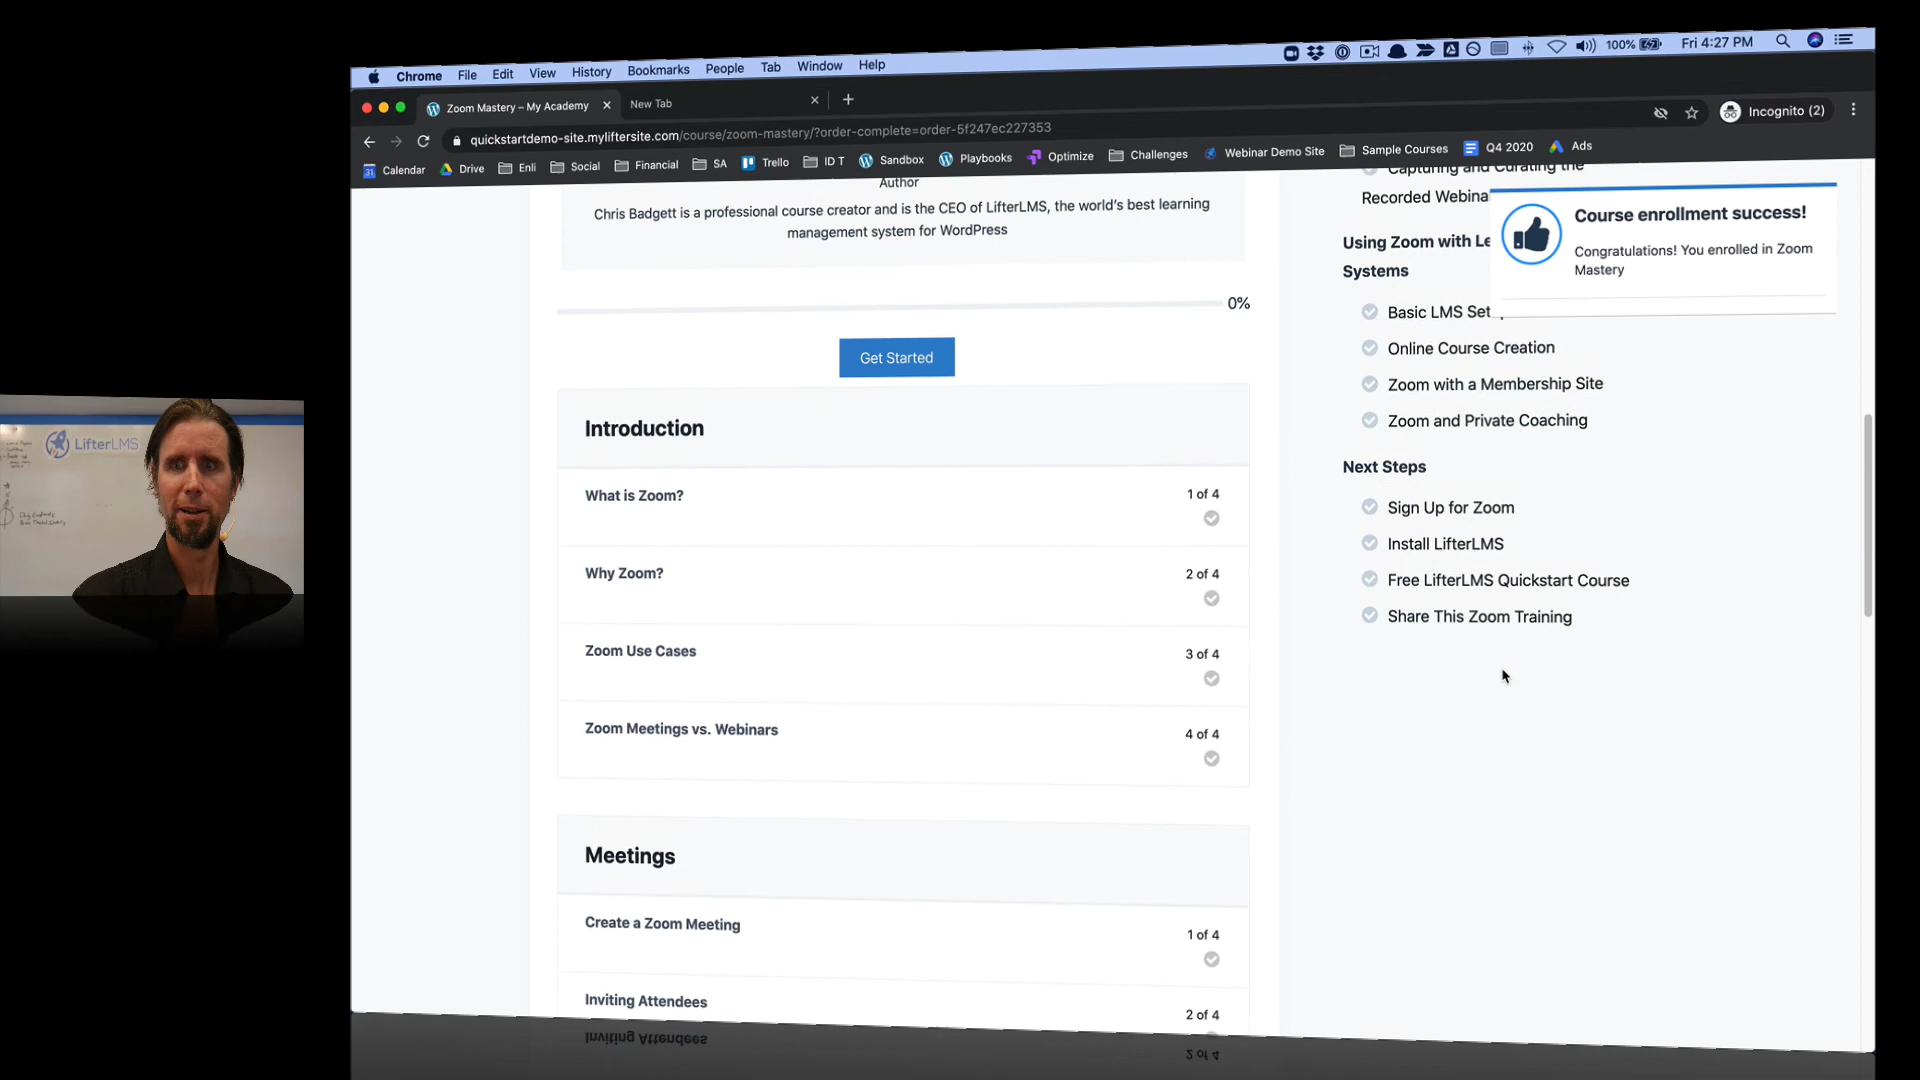 Chrome File Edit View History Bookmarks People Tab Window Help
100% Fri 4:27 PM
Zoom Mastery – My Academy
New Tab
quickstartdemo-site.myliftersite.com/course/zoom-mastery/?order-complete=order-5f247ec227353
Incognito (2)
31 Calendar Drive Enli Social Financial SA Trello ID T Sandbox Playbooks Optimize Challenges Webinar Demo Site Sample Courses Q4 2020 Ads
Author
Chris Badgett is a professional course creator and is the CEO of LifterLMS, the world's best learning
management system for WordPress
0%
Get Started
Introduction
What is Zoom?
1 of 4
Why Zoom?
2 of 4
Zoom Use Cases
3 of 4
Zoom Meetings vs. Webinars
4 of 4
Meetings
Create a Zoom Meeting
1 of 4
Inviting Attendees
2 of 4
Capturing and Curating the
Recorded Webina
Using Zoom with Le
Systems
Basic LMS Set
Online Course Creation
Zoom with a Membership Site
Zoom and Private Coaching
Next Steps
Sign Up for Zoom
Install LifterLMS
Free LifterLMS Quickstart Course
Share This Zoom Training
Course enrollment success!
Congratulations! You enrolled in Zoom
Mastery
LifterLMS